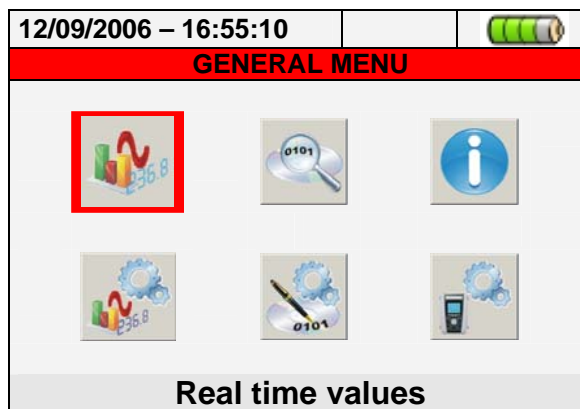 12/09/2006 – 16:55:10
GENERAL MENU
236.8
0101
236.8
0101
Real time values